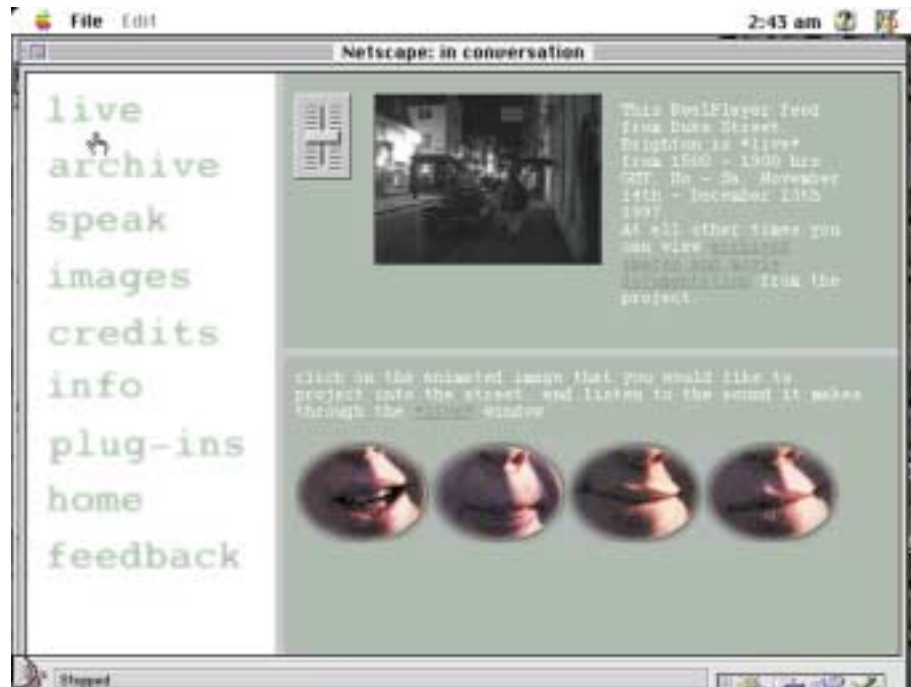 File Edit
2:43 am
Netscape: in conversation
live
archive
speak
images
credits
info
plug-ins
home
feedback
This RealPlayer feed
from Duke Street
Brighton is *live*
from 1500 - 1900 hrs
GMT, Mo - Sa, November
14th - December 13th
1997
At all other times you
can view archived
documentation from the
project.
click on the animated image that you would like to
project into the street, and listen to the sound it makes
through the *live* window
Stopped